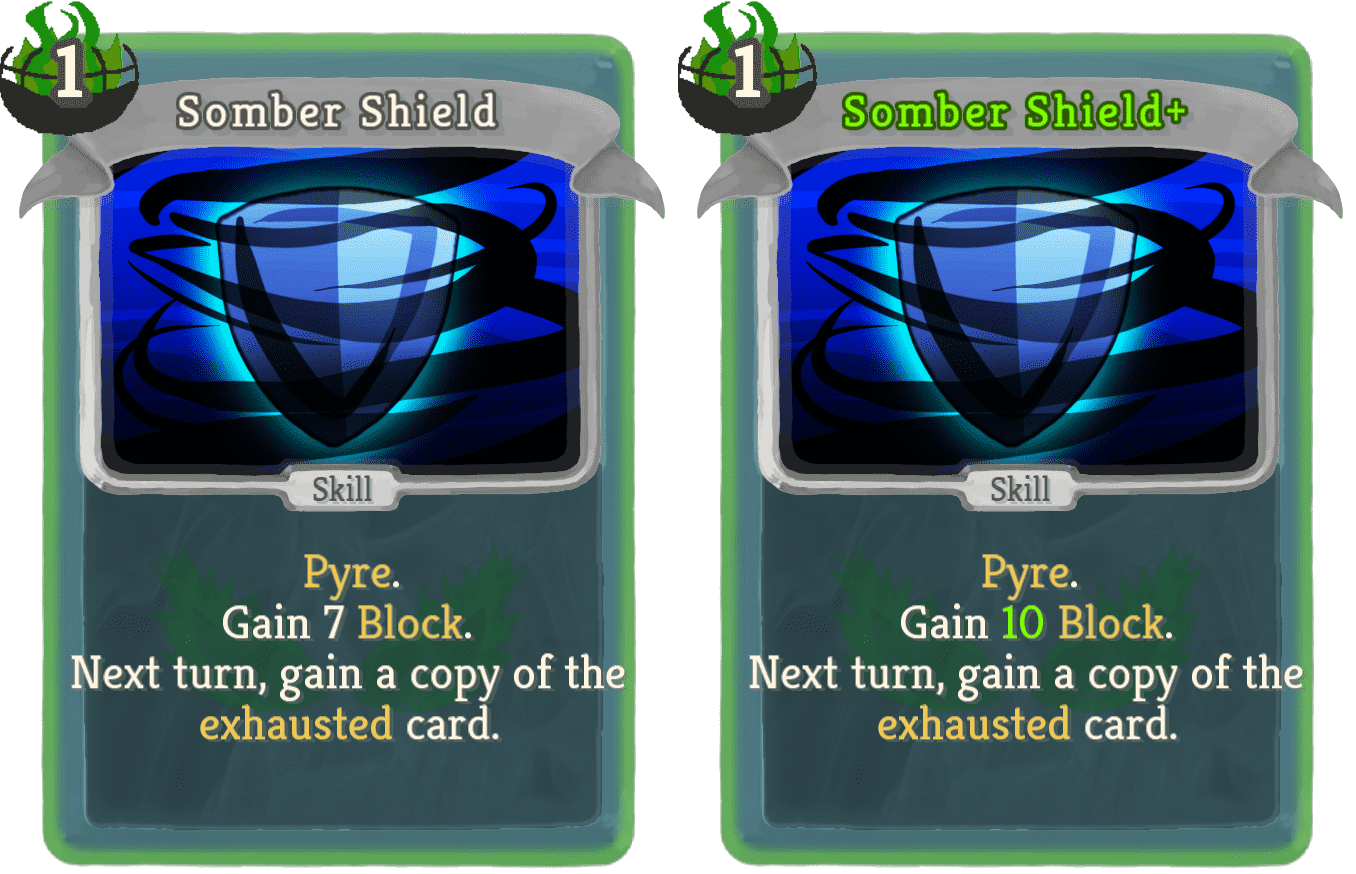 1
Somber Shield
Skill
Pyre.
Gain 7 Block.
Next turn, gain a copy of the
exhausted card.
1
Somber Shield+
Skill
Pyre.
Gain 10 Block.
Next turn, gain a copy of the
exhausted card.